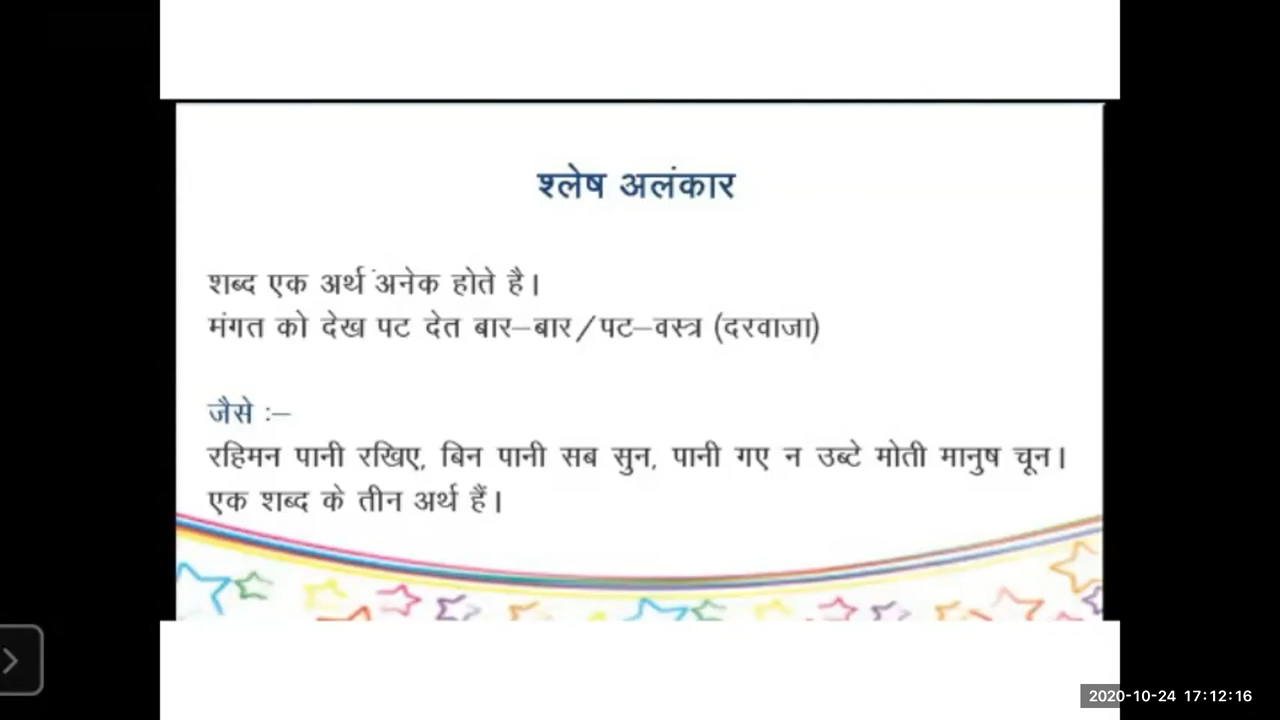 श्लेष अलंकार
शब्द एक अर्थ अनेक होते है।
मंगत को देख पट देत बार–बार/पट–वस्त्र (दरवाजा)
जैसे :–
रहिमन पानी रखिए, बिन पानी सब सुन, पानी गए न उब्टे मोती मानुष चून।
एक शब्द के तीन अर्थ हैं।
2020-10-24 17:12:16